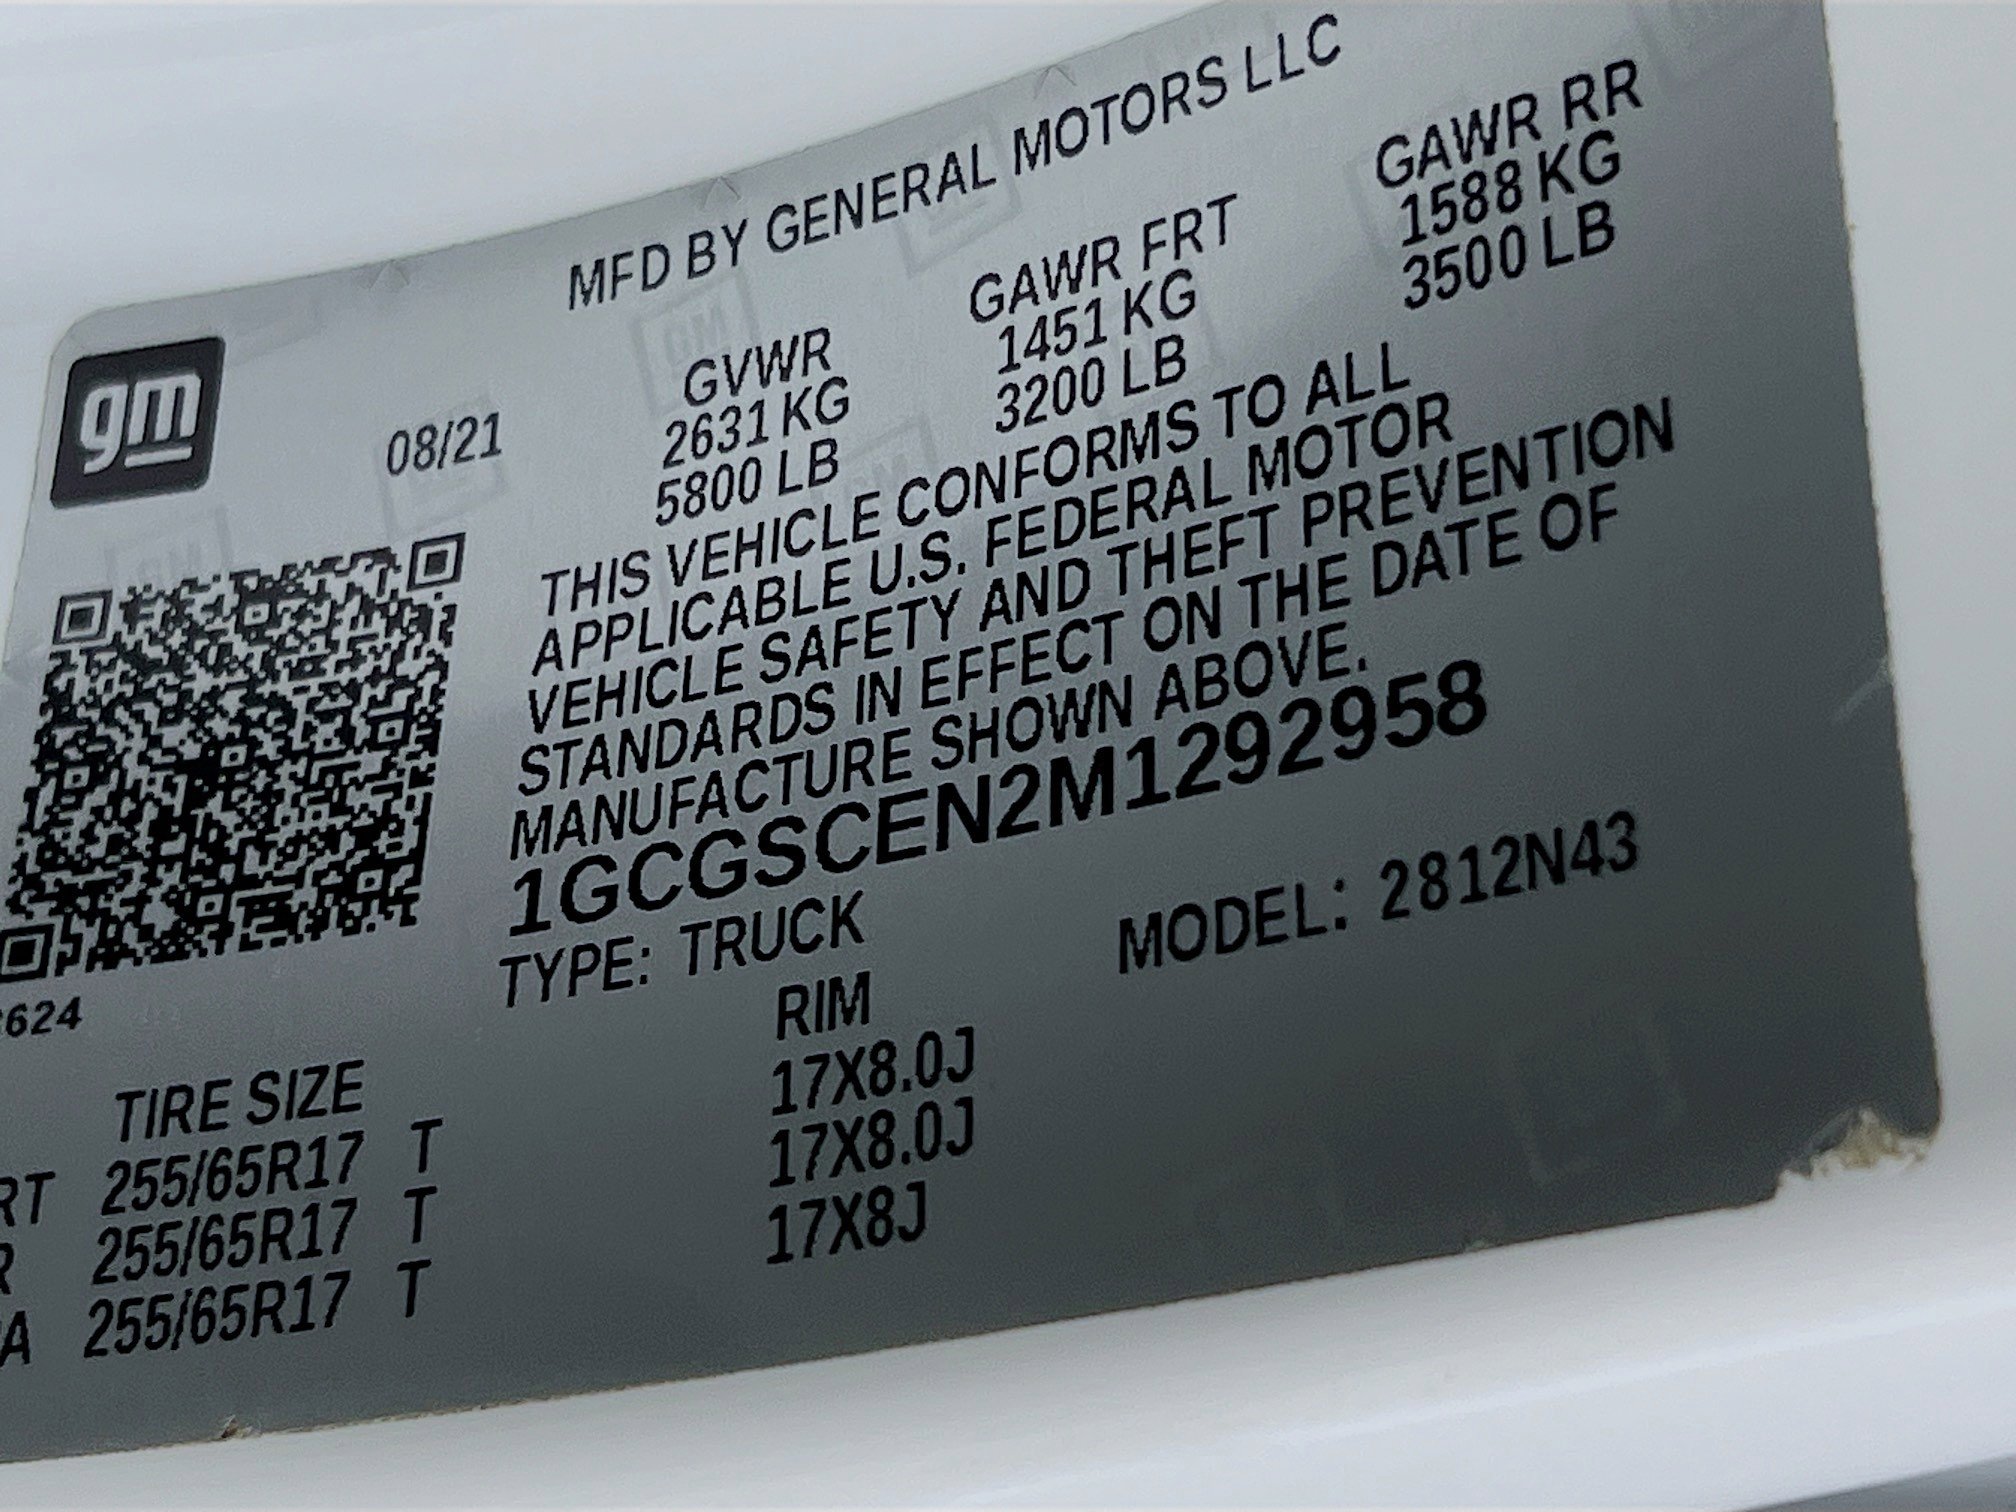 MFD BY GENERAL MOTORS LLC
gm
08/21
GVWR GAWR FRT GAWR RR
2631 KG 1451 KG 1588 KG
5800 LB 3200 LB 3500 LB
THIS VEHICLE CONFORMS TO ALL
APPLICABLE U.S. FEDERAL MOTOR
VEHICLE SAFETY AND THEFT PREVENTION
STANDARDS IN EFFECT ON THE DATE OF
MANUFACTURE SHOWN ABOVE.
1GCGSCEN2M1292958
TYPE: TRUCK MODEL: 2812N43
624
TIRE SIZE RIM
RT 255/65R17 T 17X8.0J
R 255/65R17 T 17X8.0J
A 255/65R17 T 17X8J